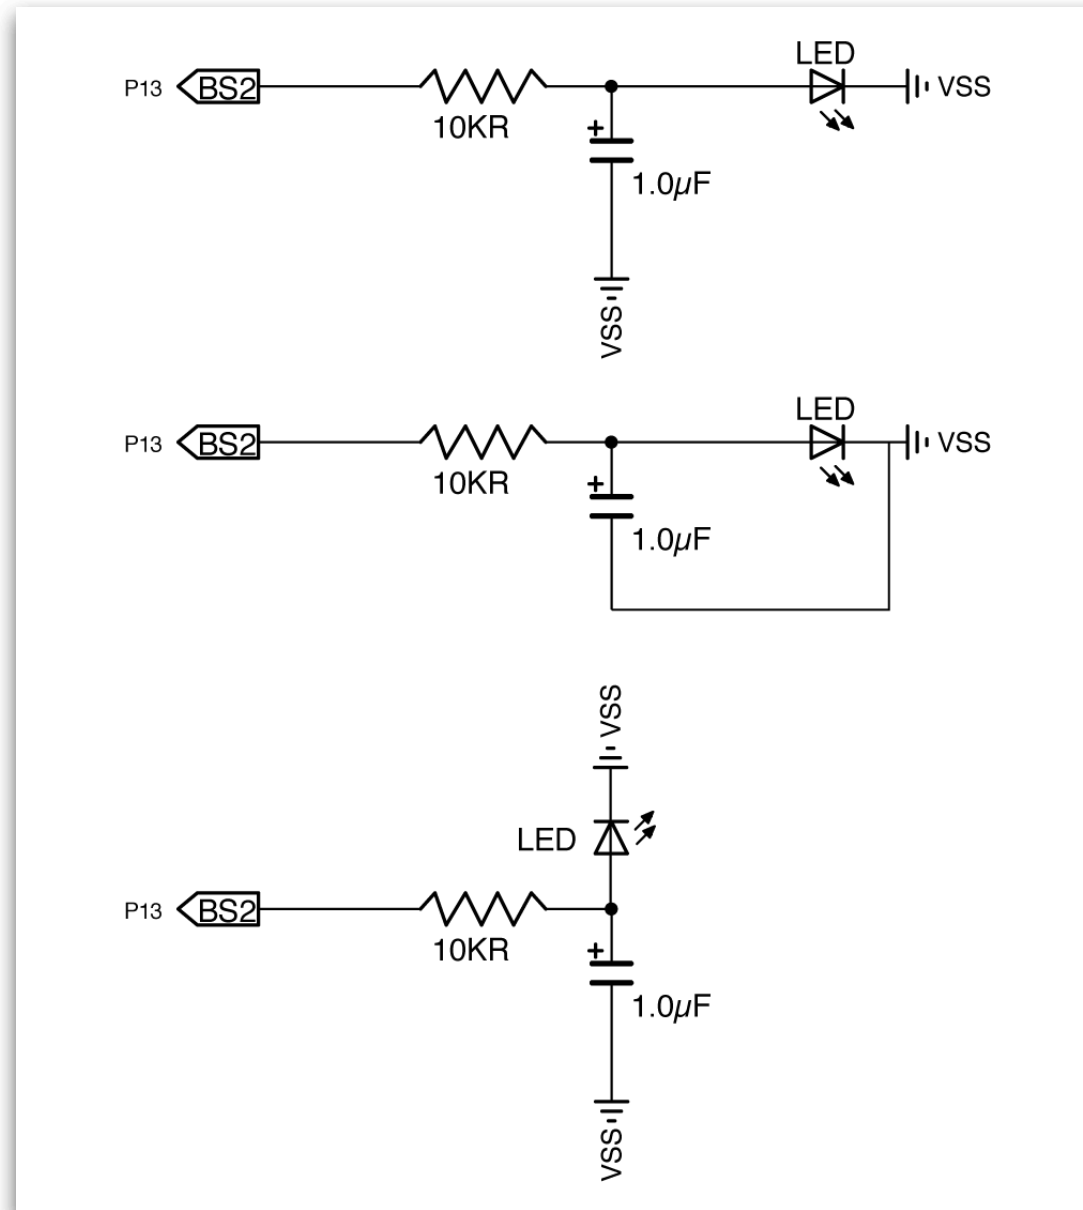 LED
P13 BS2 VSS
10KR
+
1.0µF
VSS
LED
P13 BS2 VSS
10KR
+
1.0µF
VSS
LED
P13 BS2
10KR
+
1.0µF
VSS